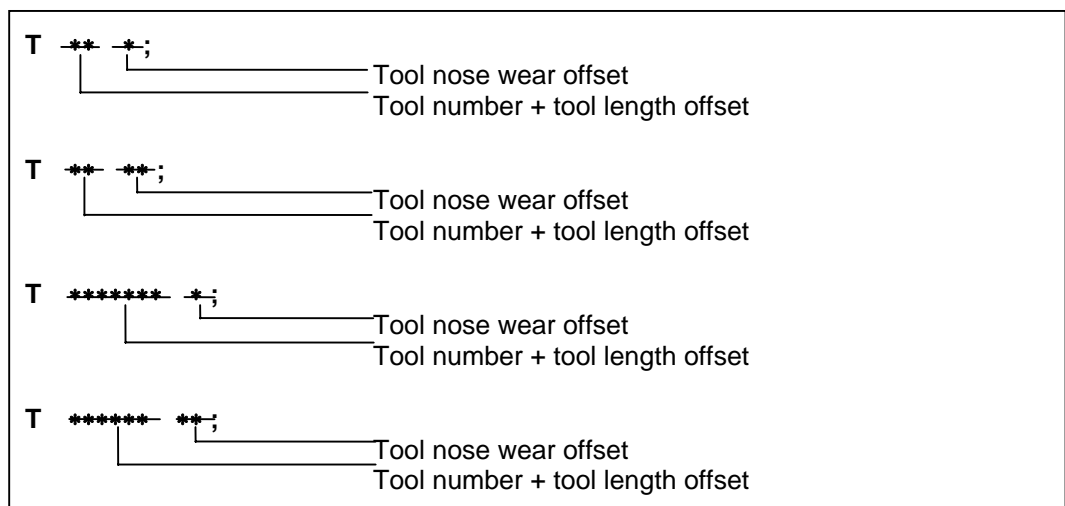 T ** *;
Tool nose wear offset
Tool number + tool length offset
T ** **;
Tool nose wear offset
Tool number + tool length offset
T ******* *;
Tool nose wear offset
Tool number + tool length offset
T ****** **;
Tool nose wear offset
Tool number + tool length offset